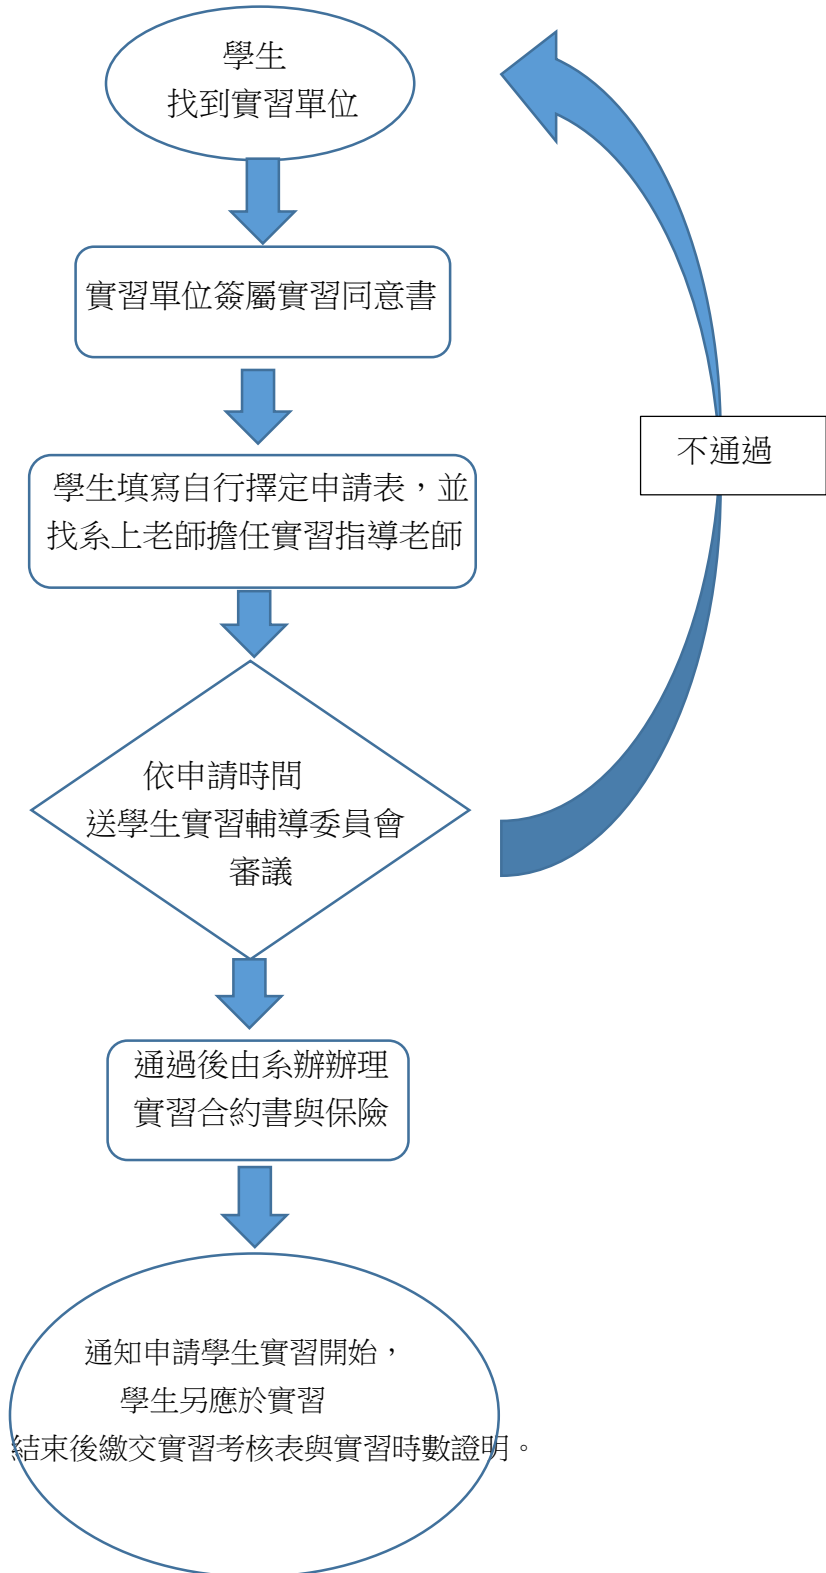 學生
找到實習單位
實習單位簽屬實習同意書
不通過
學生填寫自行擇定申請表，並
找系上老師擔任實習指導老師
依申請時間
送學生實習輔導委員會
審議
通過後由系辦辦理
實習合約書與保險
通知申請學生實習開始，
學生另應於實習
結束後繳文實習考核表與實習時數證明。